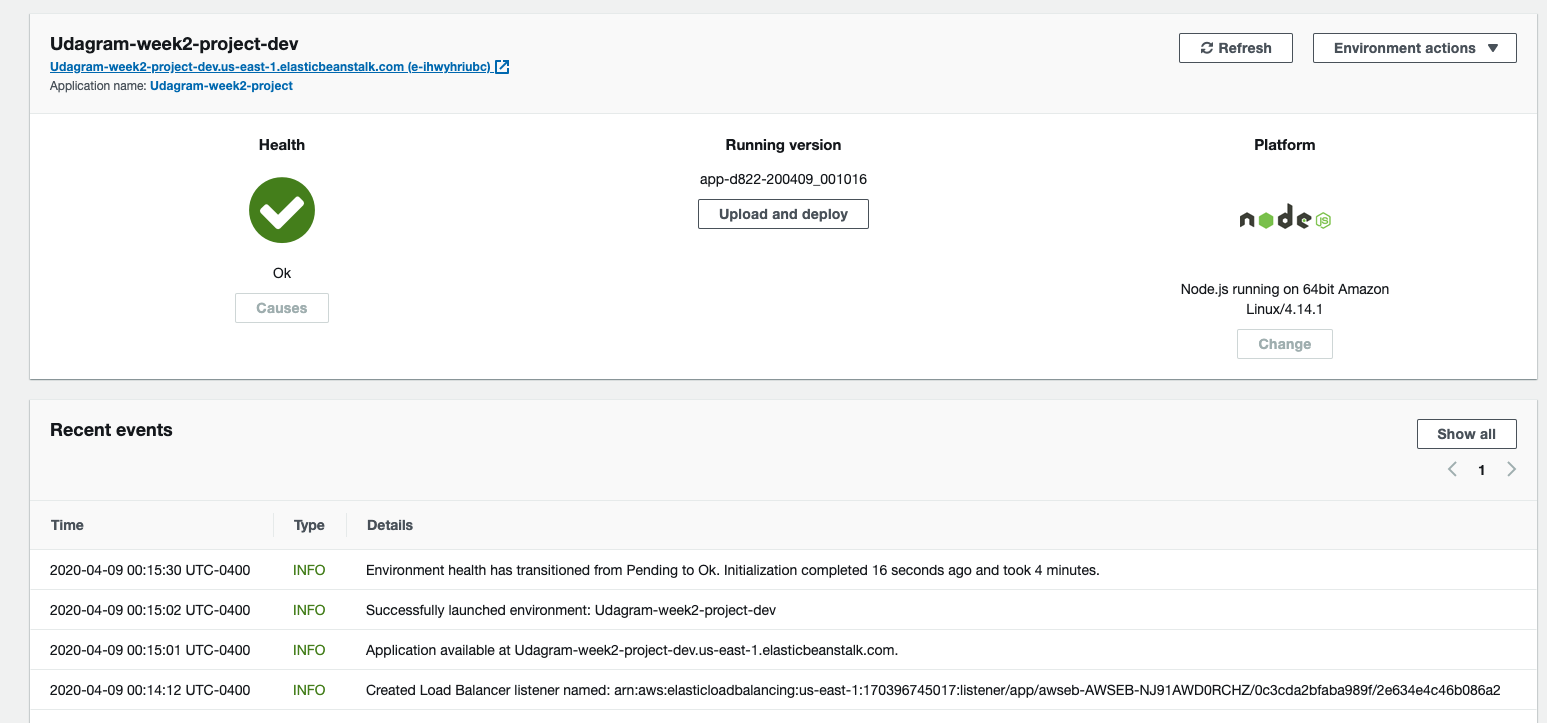 Udagram-week2-project-dev
Refresh
Environment actions
Udagram-week2-project-dev.us-east-1.elasticbeanstalk.com (e-ihwyhriubc)
Application name: Udagram-week2-project
Health
Running version
Platform
app-d822-200409_001016
Upload and deploy
node JS
Ok
Causes
Node.js running on 64bit Amazon
Linux/4.14.1
Change
Recent events
Show all
1
Time Type Details
2020-04-09 00:15:30 UTC-0400 INFO Environment health has transitioned from Pending to Ok. Initialization completed 16 seconds ago and took 4 minutes.
2020-04-09 00:15:02 UTC-0400 INFO Successfully launched environment: Udagram-week2-project-dev
2020-04-09 00:15:01 UTC-0400 INFO Application available at Udagram-week2-project-dev.us-east-1.elasticbeanstalk.com.
2020-04-09 00:14:12 UTC-0400 INFO Created Load Balancer listener named: arn:aws:elasticloadbalancing:us-east-1:170396745017:listener/app/awseb-AWSEB-NJ91AWD0RCHZ/0c3cda2bfaba989f/2e634e4c46b086a2